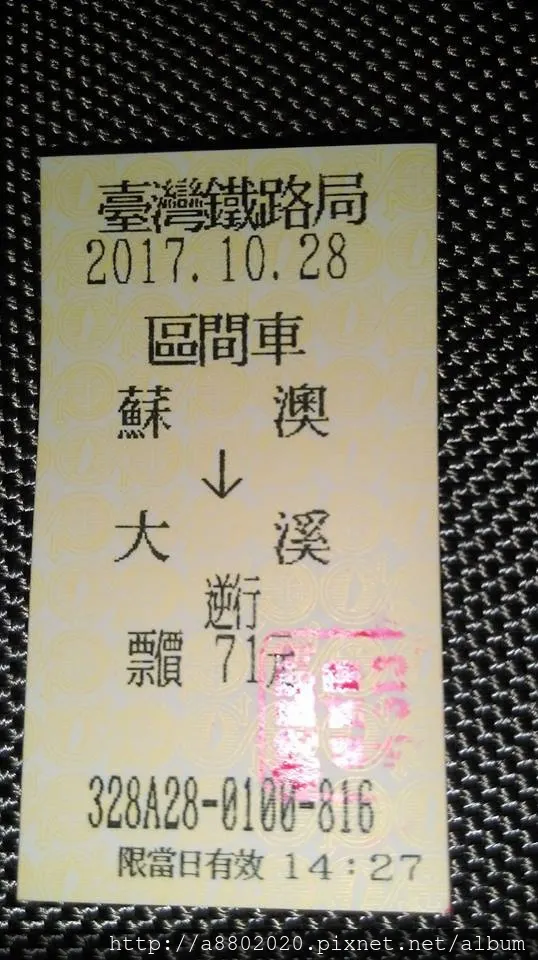 臺灣鐵路局
2017.10.28
區間車
蘇 澳
↓
大 溪
逆行
票價 71元
328A28-0100-816
限當日有效 14:27
http://a8802020.pixnet.net/album